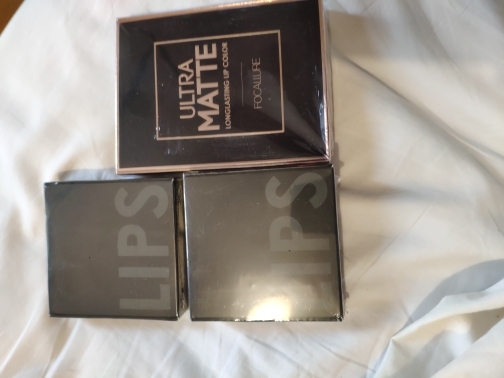 ULTRA
MATTE
LONGLASTING LIP COLOR
FOCALLURE
LIPS
LIPS